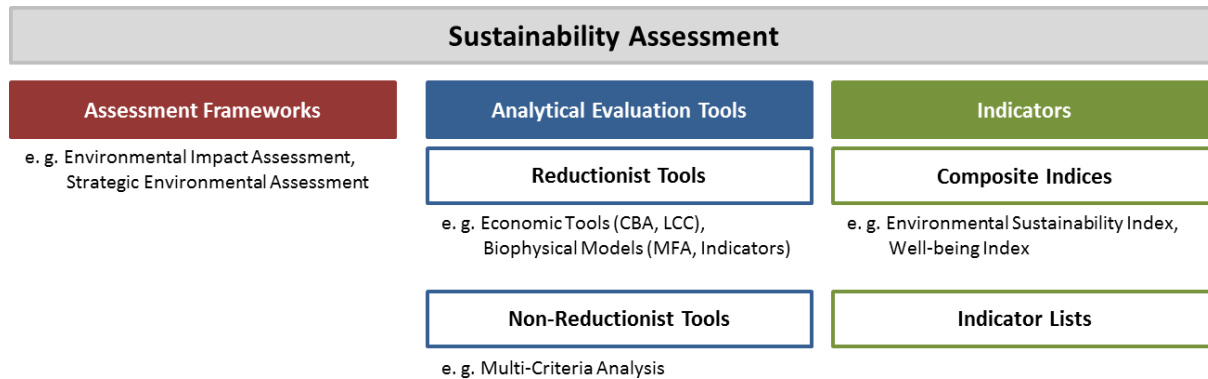 Sustainability Assessment
Assessment Frameworks
e. g. Environmental Impact Assessment,
Strategic Environmental Assessment
Analytical Evaluation Tools
Reductionist Tools
e. g. Economic Tools (CBA, LCC),
Biophysical Models (MFA, Indicators)
Non-Reductionist Tools
e. g. Multi-Criteria Analysis
Indicators
Composite Indices
e. g. Environmental Sustainability Index,
Well-being Index
Indicator Lists